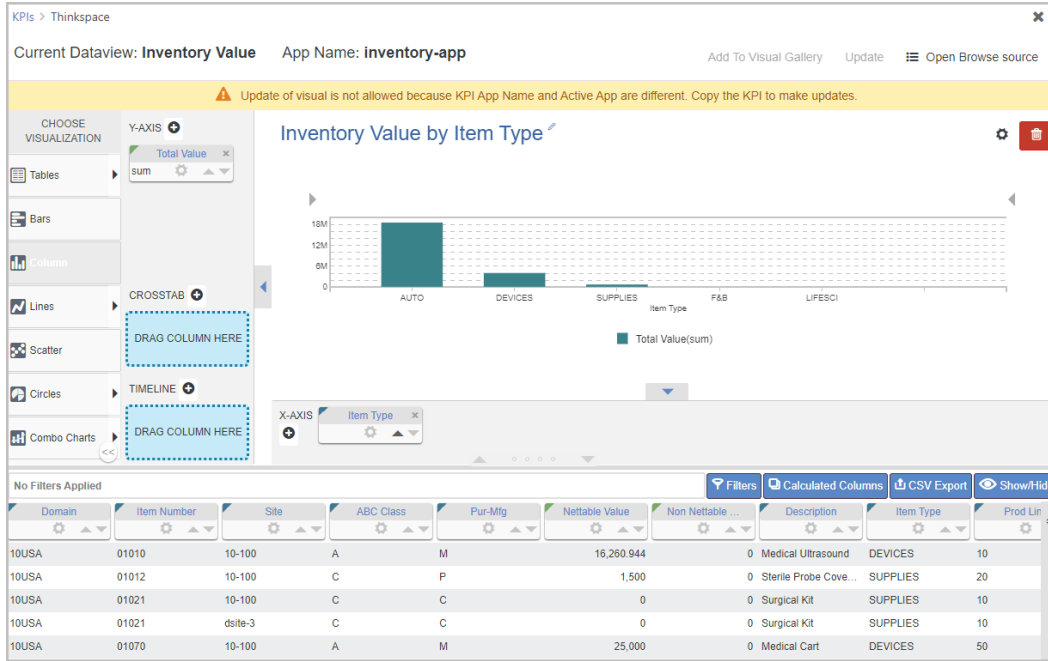 KPIs > Thinkspace
Current Dataview: Inventory Value App Name: inventory-app
Add To Visual Gallery Update Open Browse source
Update of visual is not allowed because KPI App Name and Active App are different. Copy the KPI to make updates.
CHOOSE
VISUALIZATION
Tables
Bars
Column
Lines
Scatter
Circles
Combo Charts
<<
Y-AXIS
Total Value
sum
CROSSTAB
DRAG COLUMN HERE
TIMELINE
DRAG COLUMN HERE
Inventory Value by Item Type
18M
12M
6M
0
AUTO DEVICES SUPPLIES F&B LIFESCI
Item Type
Total Value(sum)
X-AXIS
Item Type
No Filters Applied
Filters Calculated Columns CSV Export Show/Hid
Domain Item Number Site ABC Class Pur-Mfg Nettable Value Non Nettable ... Description Item Type Prod Lin
10USA 01010 10-100 A M 16,260.944 0 Medical Ultrasound DEVICES 10
10USA 01012 10-100 C P 1,500 0 Sterile Probe Cove... SUPPLIES 20
10USA 01021 10-100 C C 0 0 Surgical Kit SUPPLIES 10
10USA 01021 dsite-3 C C 0 0 Surgical Kit SUPPLIES 10
10USA 01070 10-100 A M 25,000 0 Medical Cart DEVICES 50